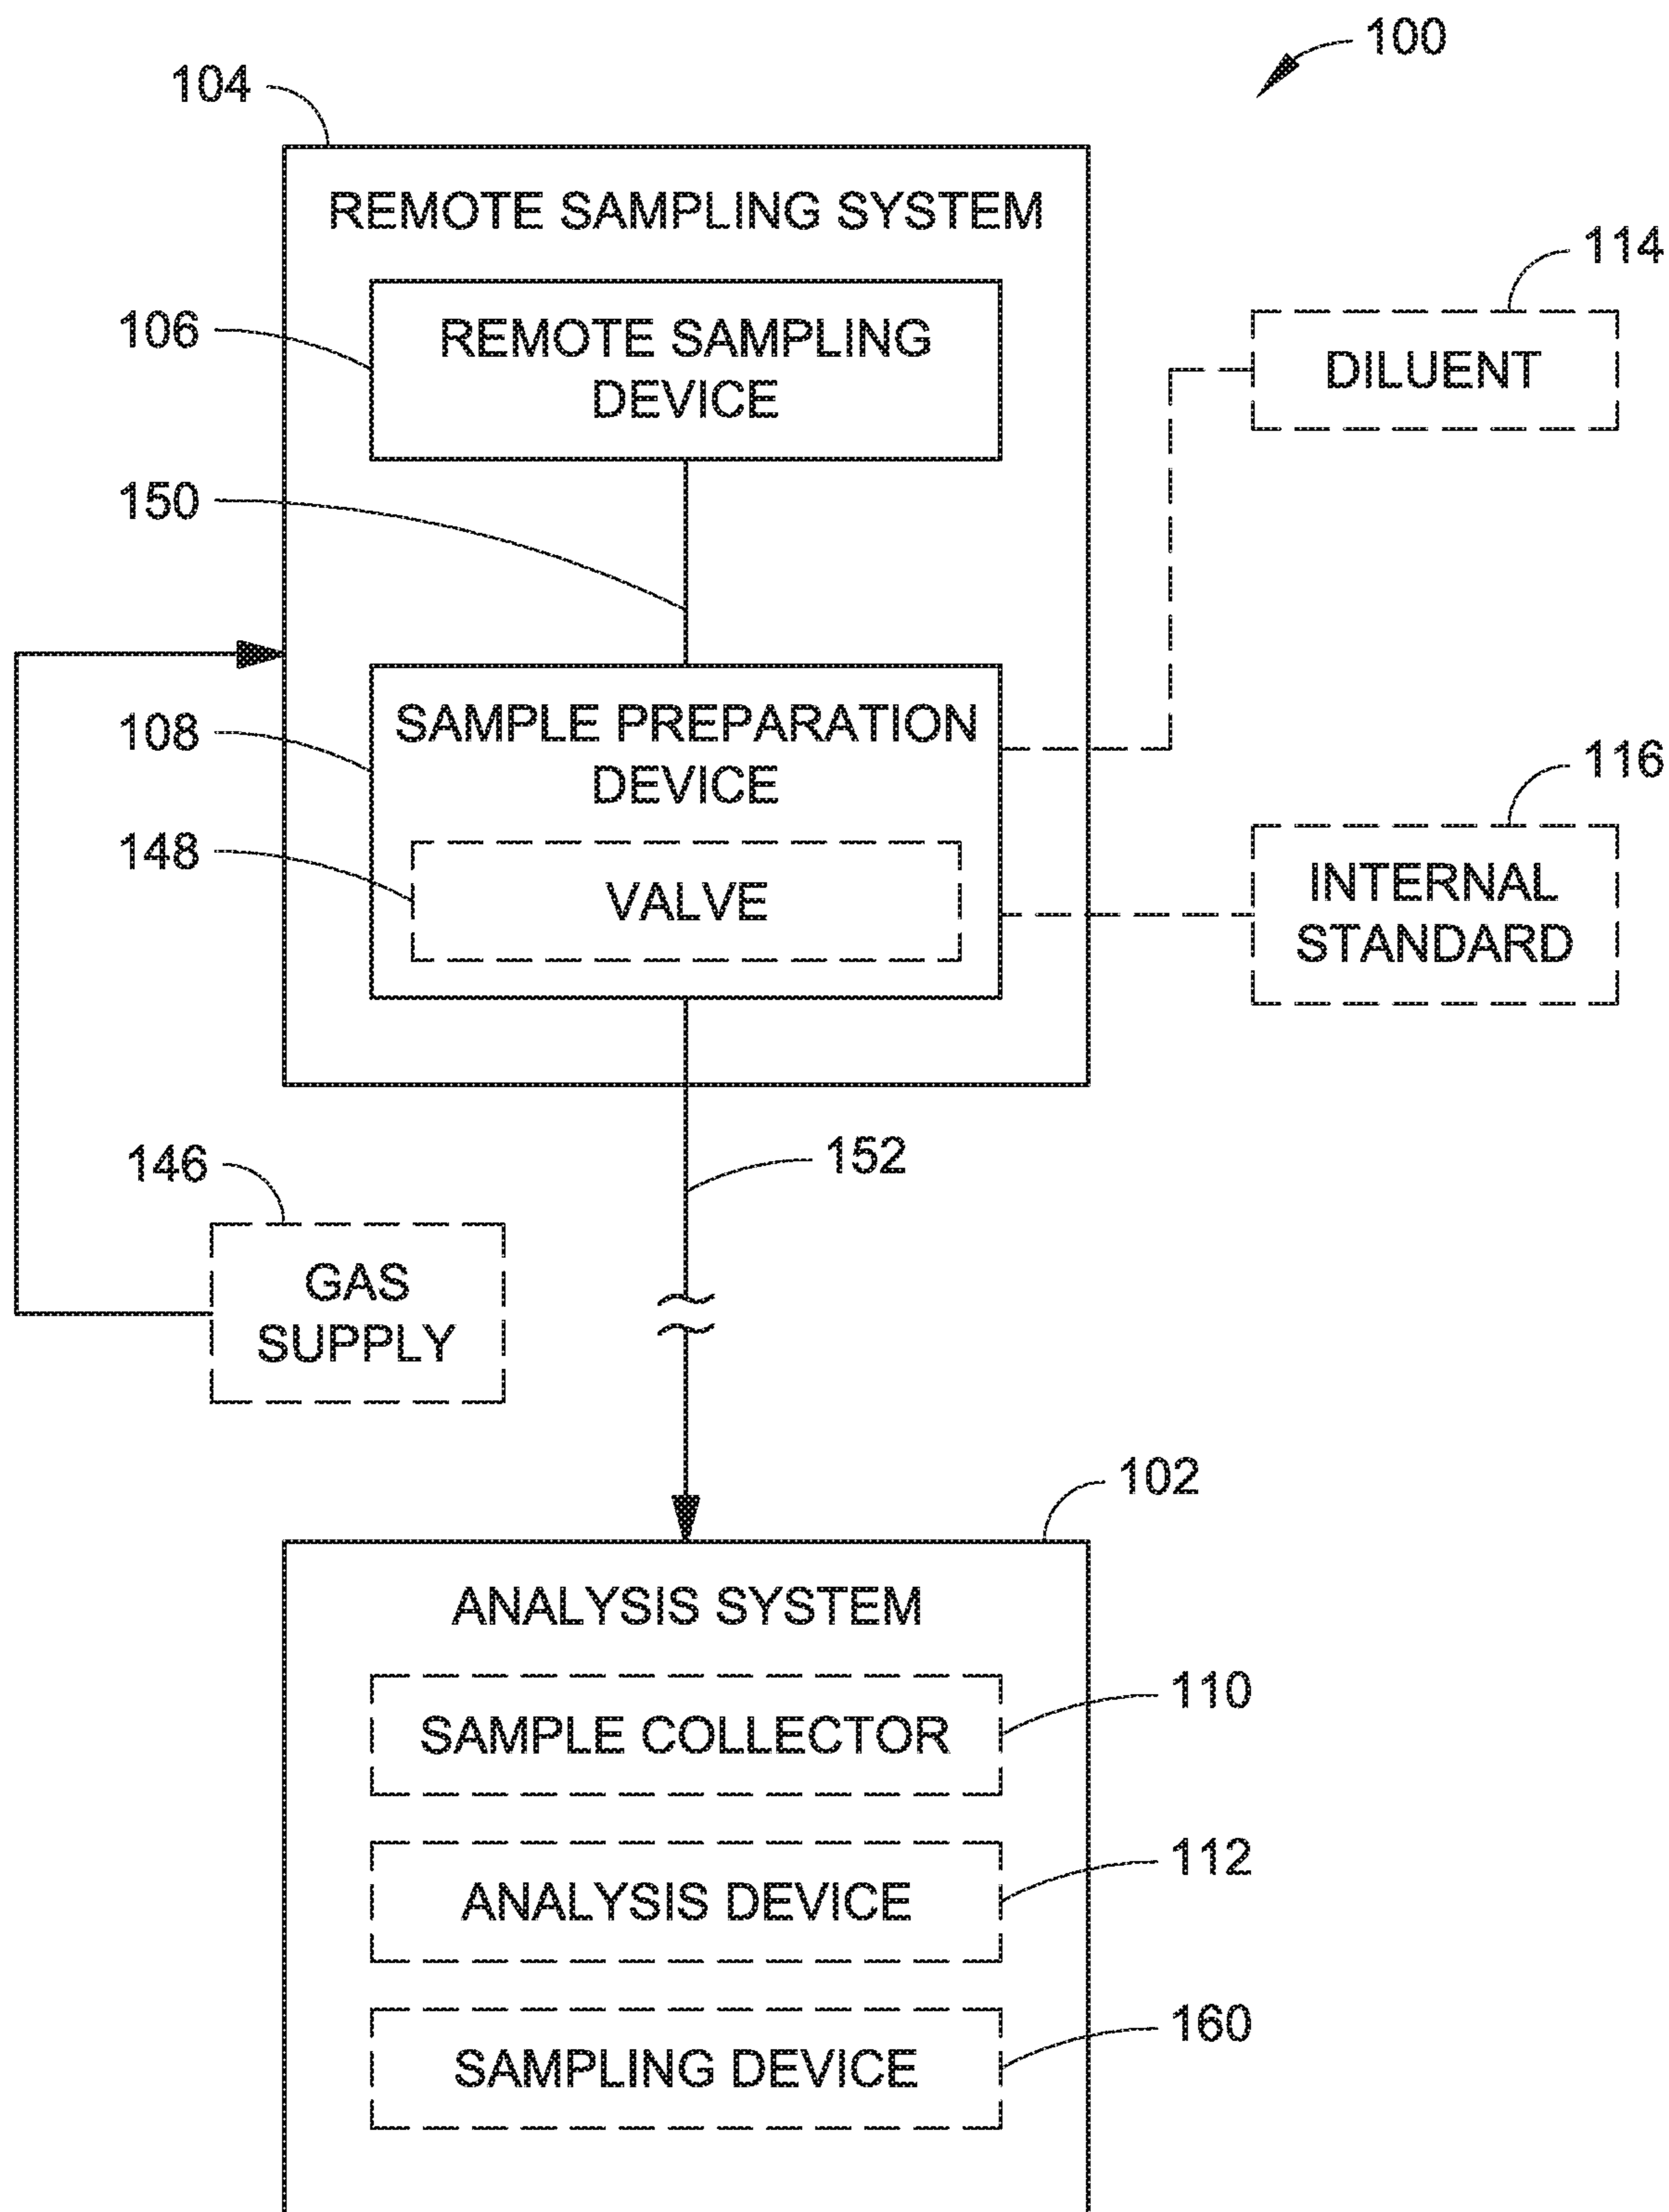 100
104
REMOTE SAMPLING SYSTEM
114
106
REMOTE SAMPLING
DEVICE
DILUENT
150
108
SAMPLE PREPARATION
DEVICE
116
148
VALVE
INTERNAL
STANDARD
146
152
GAS
SUPPLY
102
ANALYSIS SYSTEM
110
SAMPLE COLLECTOR
112
ANALYSIS DEVICE
160
SAMPLING DEVICE